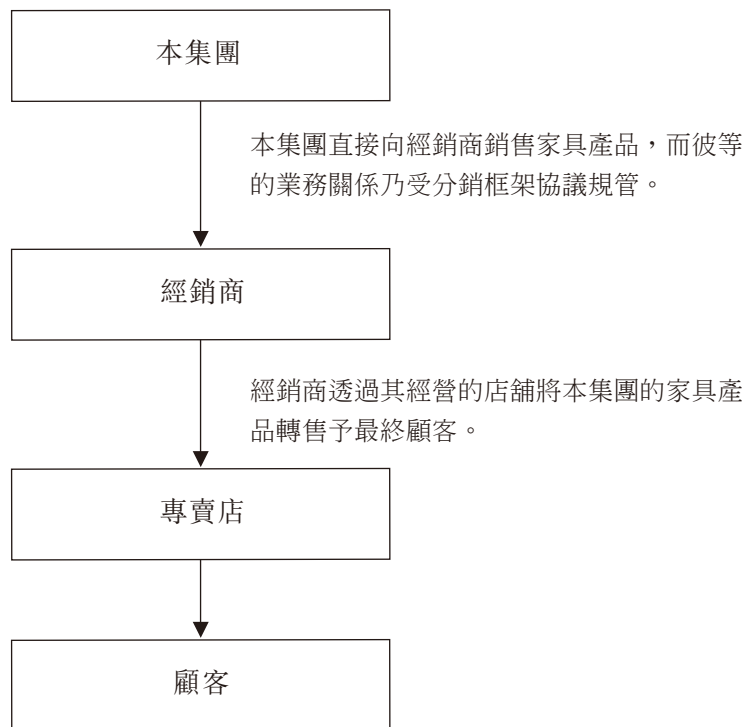 本集團
本集團直接向經銷商銷售家具產品，而彼等
的業務關係乃受分銷框架協議規管。
經銷商
經銷商透過其經營的店舖將本集團的家具產
品轉售予最終顧客。
專賣店
顧客